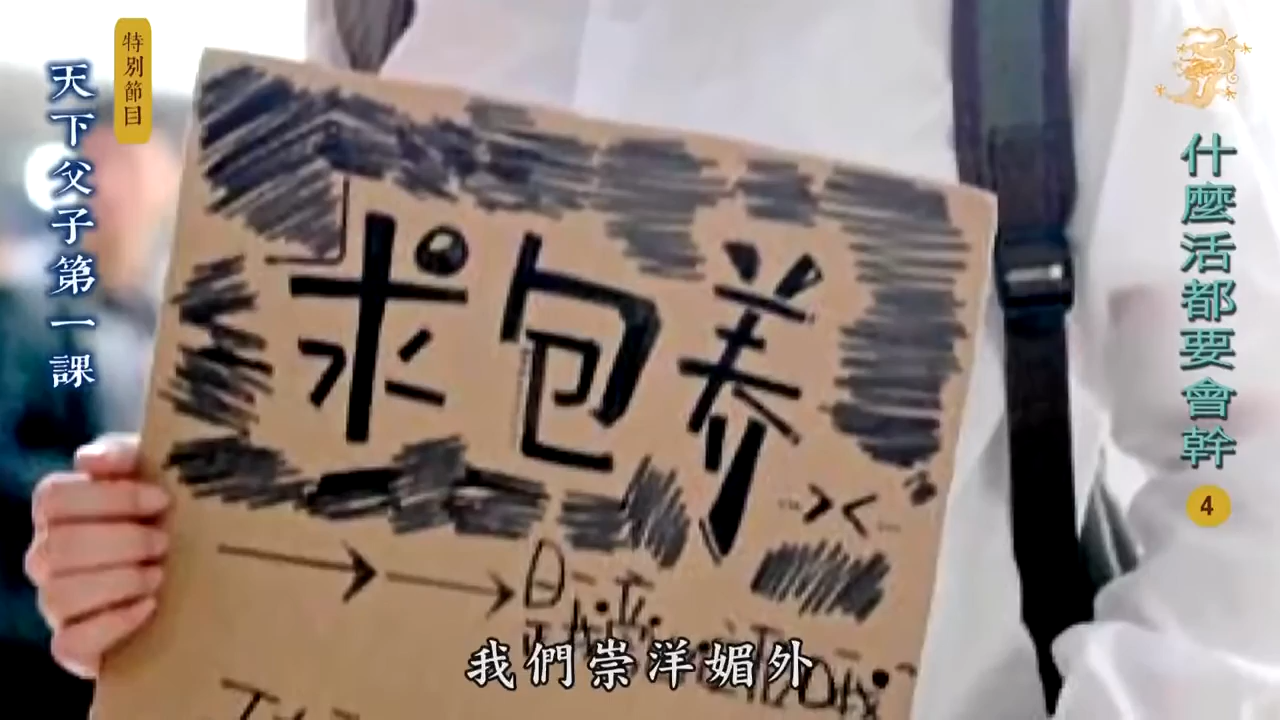 特別節目
天下父子第一課
什麼活都要會幹
4
求包养
我們崇洋媚外